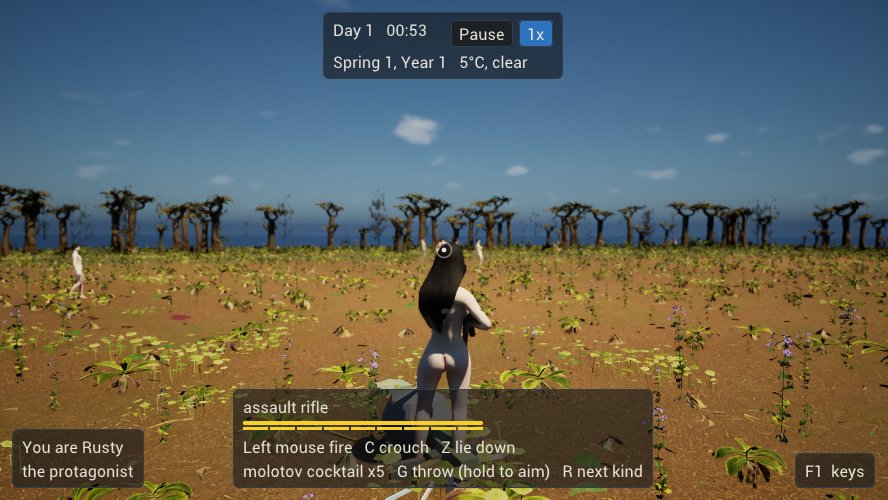 Day 1 00:53 Pause 1x
Spring 1, Year 1 5°C, clear
assault rifle
Left mouse fire C crouch Z lie down
molotov cocktail x5 G throw (hold to aim) R next kind
You are Rusty
the protagonist
F1 keys